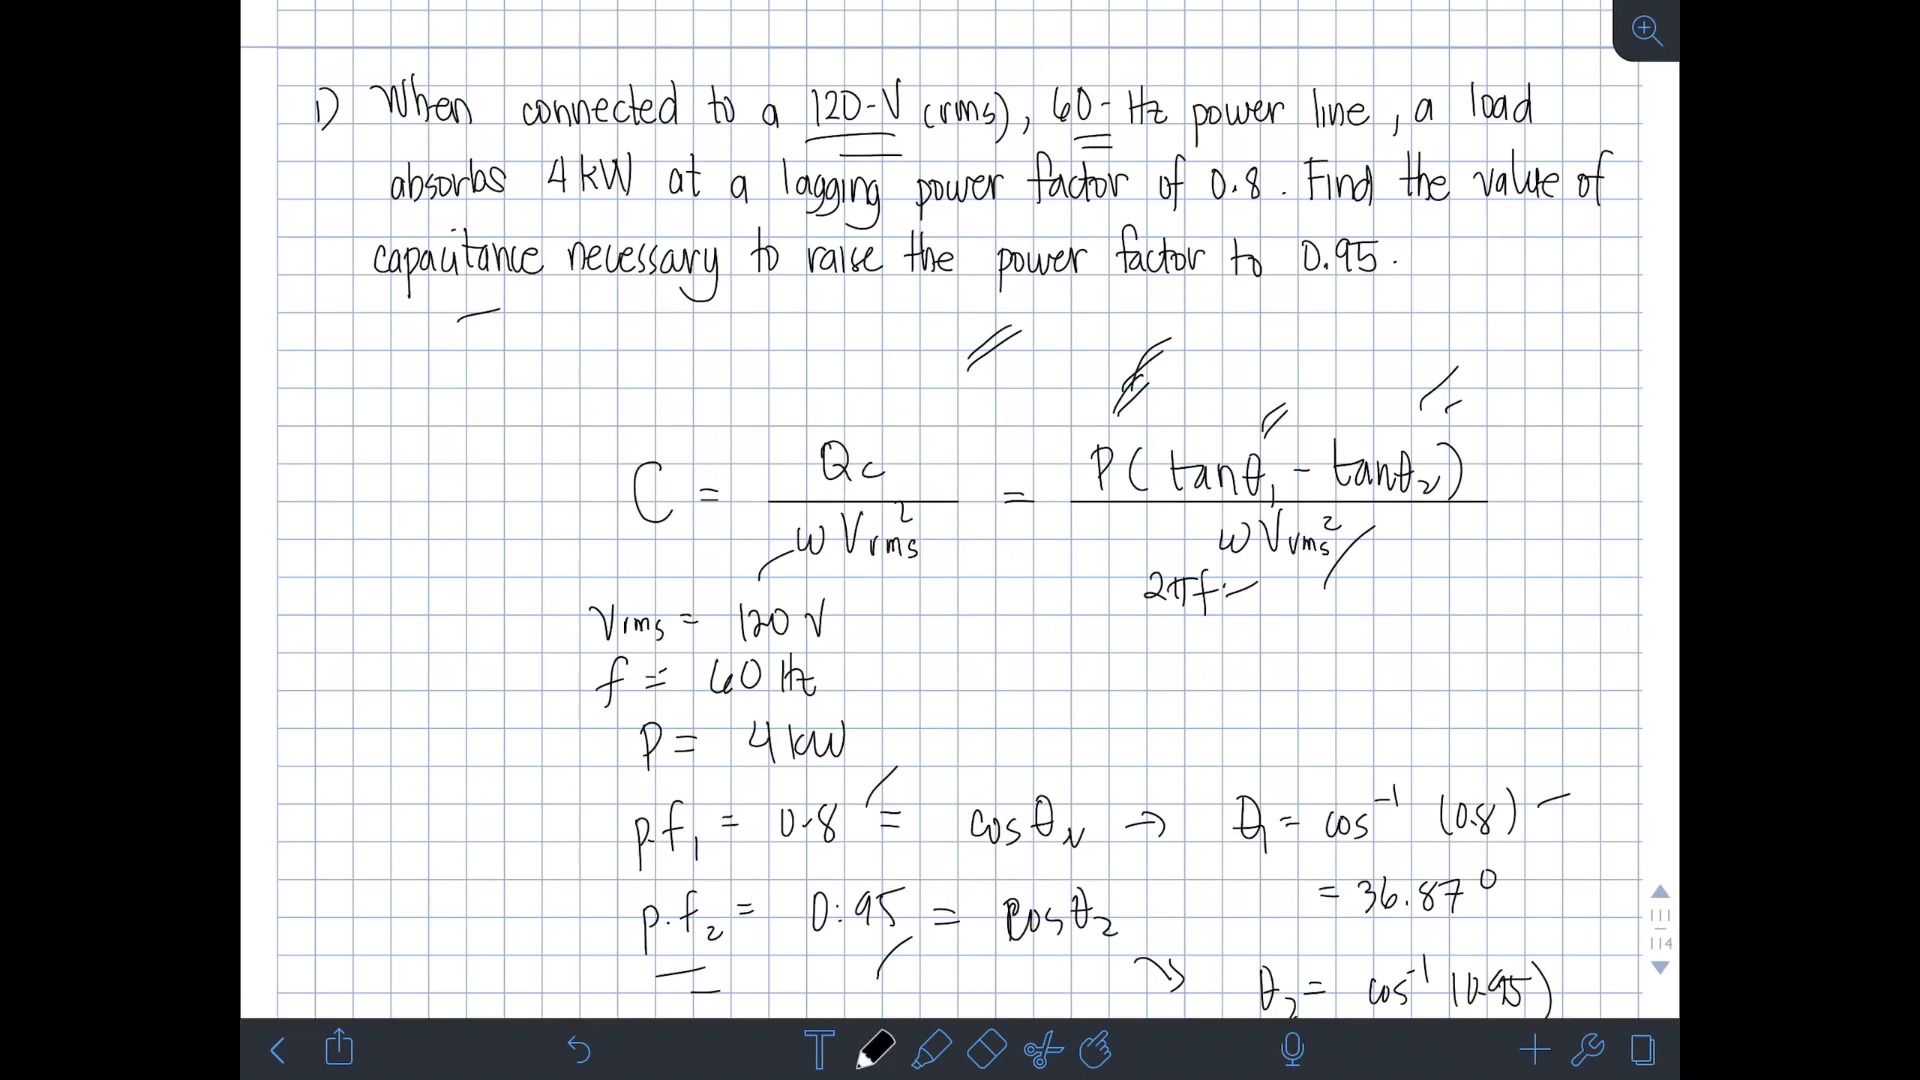 1) When connected to a 120-V (rms), 60-Hz power line, a load
absorbs 4 kW at a lagging power factor of 0.8. Find the value of
capacitance necessary to raise the power factor to 0.95.
C = Qc / ωVrms² = P(tanθ₁ - tanθ₂) / ωVrms²
2πf
Vrms = 120 V
f = 60 Hz
P = 4 kW
p.f₁ = 0.8 = cosθ → θ₁ = cos⁻¹ (0.8)
= 36.87°
p.f₂ = 0.95 = cosθ₂
→ θ₂ = cos⁻¹ (0.95)
111
114